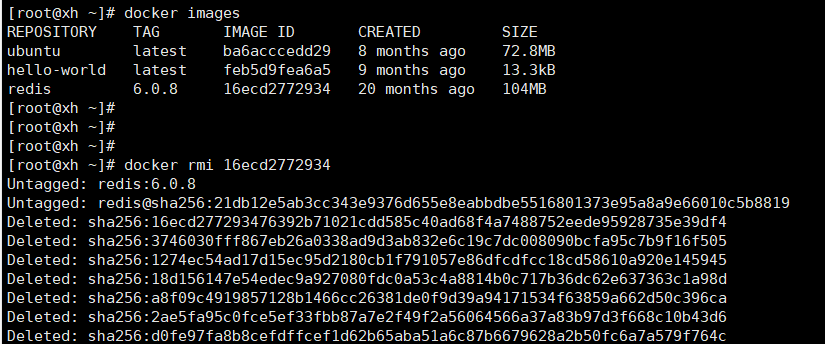 [root@xh ~]# docker images
REPOSITORY TAG IMAGE ID CREATED SIZE
ubuntu latest ba6acccedd29 8 months ago 72.8MB
hello-world latest feb5d9fea6a5 9 months ago 13.3kB
redis 6.0.8 16ecd2772934 20 months ago 104MB
[root@xh ~]#
[root@xh ~]#
[root@xh ~]#
[root@xh ~]# docker rmi 16ecd2772934
Untagged: redis:6.0.8
Untagged: redis@sha256:21db12e5ab3cc343e9376d655e8eabbdbe5516801373e95a8a9e66010c5b8819
Deleted: sha256:16ecd277293476392b71021cdd585c40ad68f4a7488752eede95928735e39df4
Deleted: sha256:3746030fff867eb26a0338ad9d3ab832e6c19c7dc008090bcfa95c7b9f16f505
Deleted: sha256:1274ec54ad17d15ec95d2180cb1f791057e86dfcdfcc18cd58610a920e145945
Deleted: sha256:18d156147e54edec9a927080fdc0a53c4a8814b0c717b36dc62e637363c1a98d
Deleted: sha256:a8f09c4919857128b1466cc26381de0f9d39a94171534f63859a662d50c396ca
Deleted: sha256:2ae5fa95c0fce5ef33fbb87a7e2f49f2a56064566a37a83b97d3f668c10b43d6
Deleted: sha256:d0fe97fa8b8cefdffcef1d62b65aba51a6c87b6679628a2b50fc6a7a579f764c